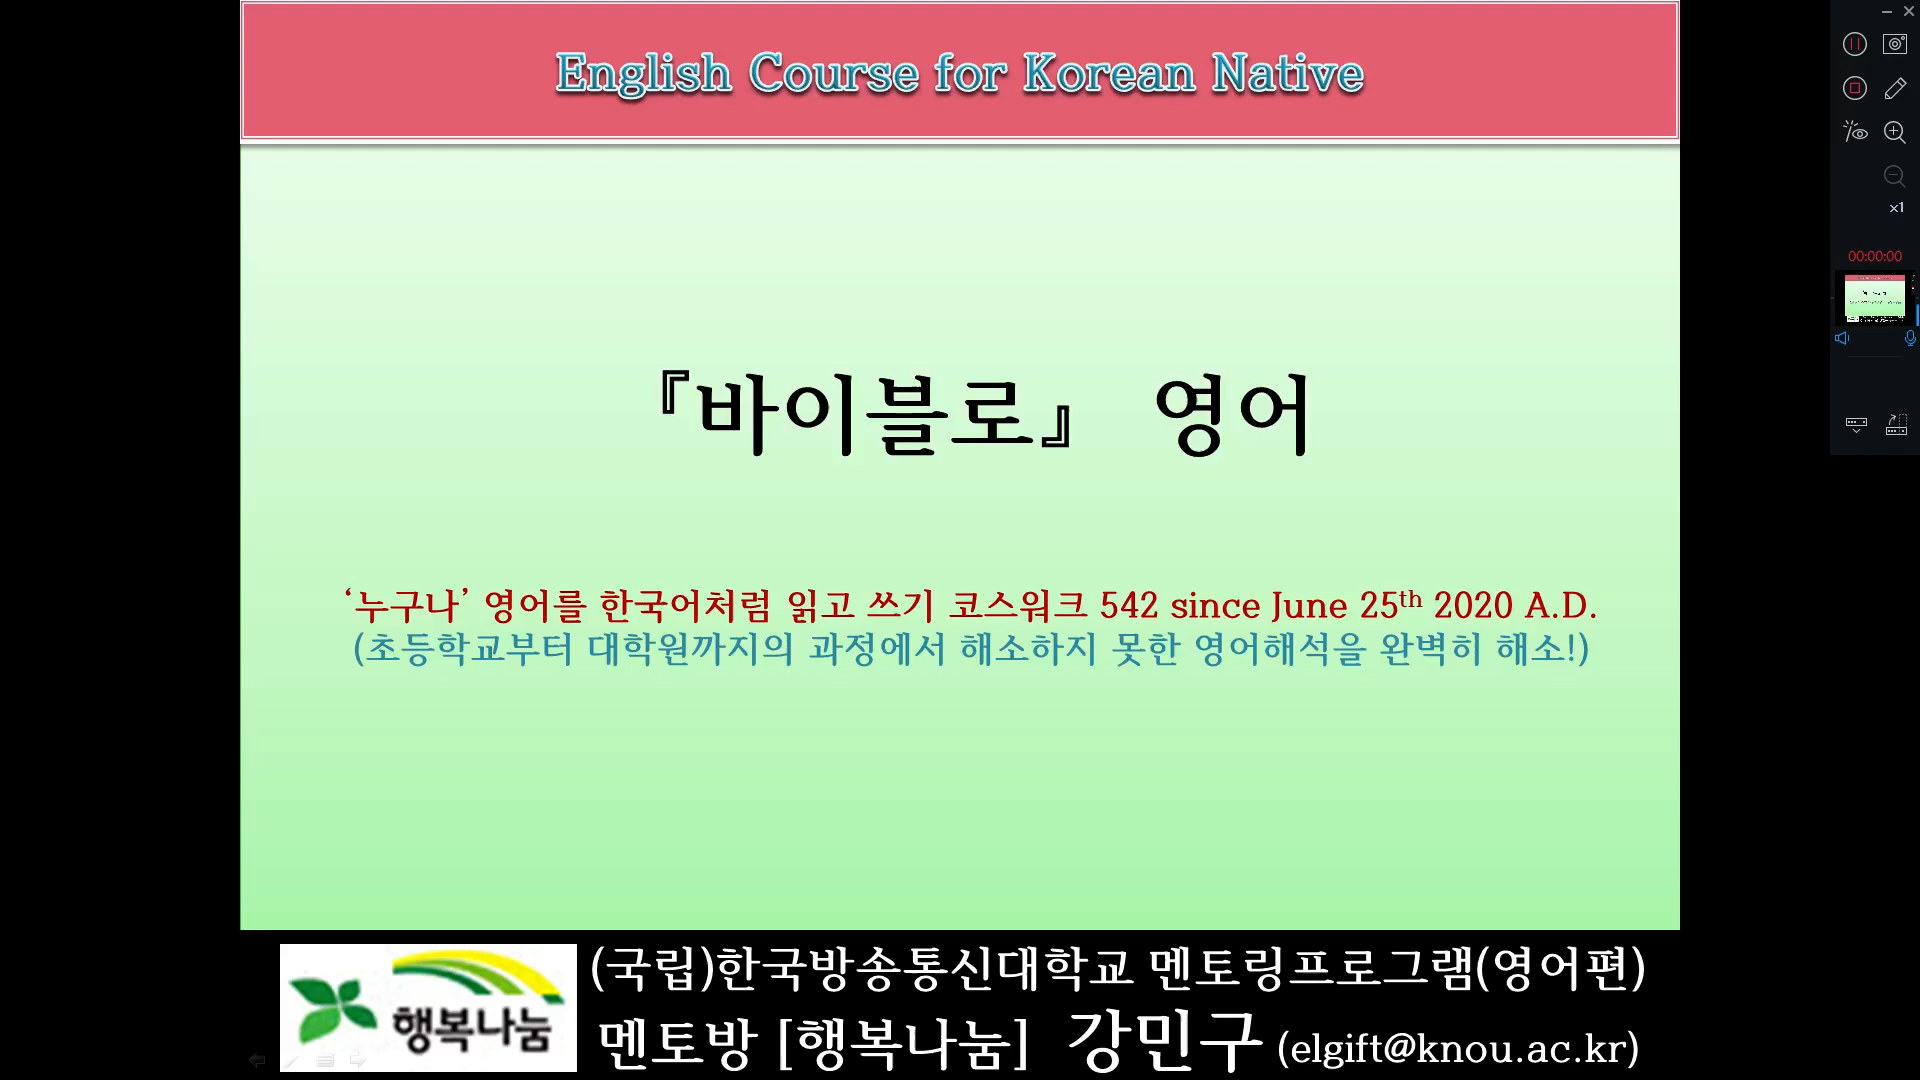 English Course for Korean Native
『바이블로』 영어
‘누구나’ 영어를 한국어처럼 읽고 쓰기 코스워크 542 since June 25th 2020 A.D.
(초등학교부터 대학원까지의 과정에서 해소하지 못한 영어해석을 완벽히 해소!)
행복나눔
(국립)한국방송통신대학교 멘토링프로그램(영어편)
멘토방 [행복나눔] 강민구 (elgift@knou.ac.kr)
x1
00:00:00